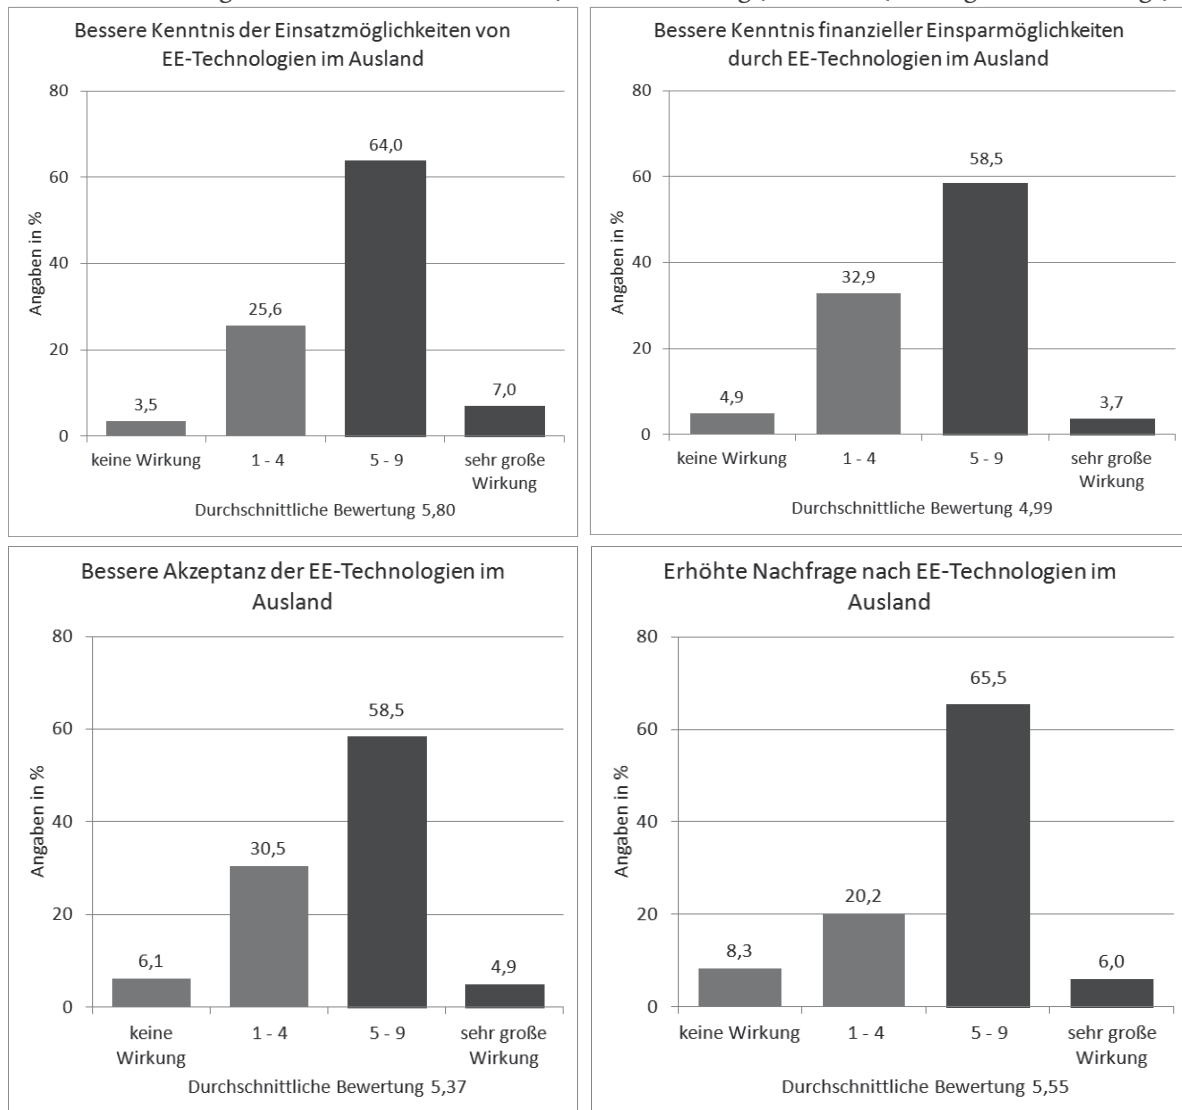 Bessere Kenntnis der Einsatzmöglichkeiten von
EE-Technologien im Ausland
Angaben in %
80
60
40
20
0
3,5
25,6
64,0
7,0
keine Wirkung
1 - 4
5 - 9
sehr große
Wirkung
Durchschnittliche Bewertung 5,80
Bessere Kenntnis finanzieller Einsparmöglichkeiten
durch EE-Technologien im Ausland
Angaben in %
80
60
40
20
0
4,9
32,9
58,5
3,7
keine Wirkung
1 - 4
5 - 9
sehr große
Wirkung
Durchschnittliche Bewertung 4,99
Bessere Akzeptanz der EE-Technologien im
Ausland
Angaben in %
80
60
40
20
0
6,1
30,5
58,5
4,9
keine
Wirkung
1 - 4
5 - 9
sehr große
Wirkung
Durchschnittliche Bewertung 5,37
Erhöhte Nachfrage nach EE-Technologien im
Ausland
Angaben in %
80
60
40
20
0
8,3
20,2
65,5
6,0
keine Wirkung
1 - 4
5 - 9
sehr große
Wirkung
Durchschnittliche Bewertung 5,55